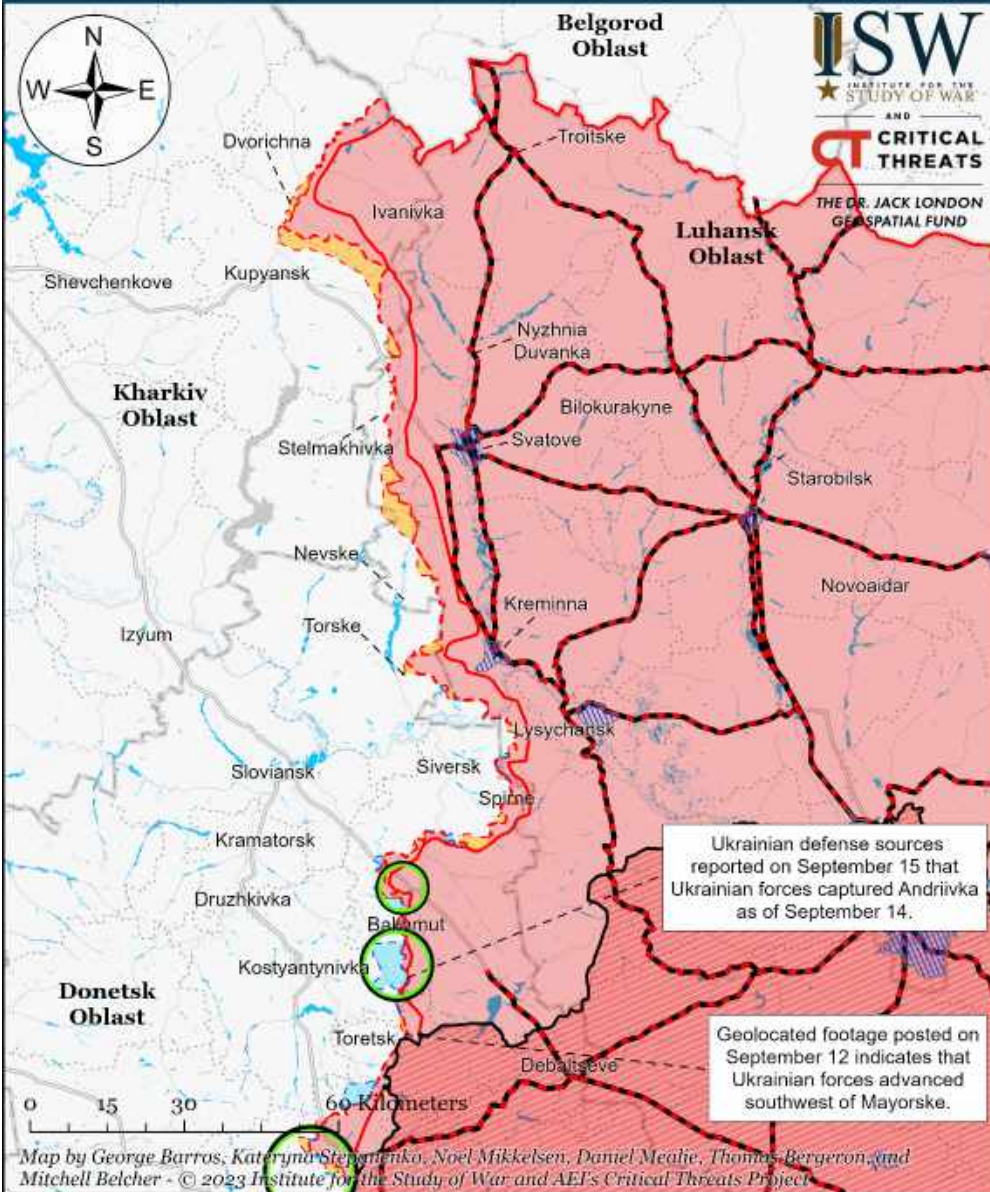 Belgorod
Oblast
ISW
INSTITUTE FOR THE
STUDY OF WAR
AND
CT CRITICAL
THREATS
THE DR. JACK LONDON
GEOSPATIAL FUND
N
W E
S
Dvorichna
Troitske
Ivanivka
Luhansk
Oblast
Shevchenkove
Kupyansk
Nyzhnia
Duvanka
Kharkiv
Oblast
Bilokurakyne
Stelmakhivka
Svatove
Starobilsk
Nevske
Novoaidar
Kreminna
Torske
Izyum
Lysychansk
Siversk
Sloviansk
Spirne
Kramatorsk
Ukrainian defense sources
reported on September 15 that
Ukrainian forces captured Andriivka
as of September 14.
Druzhkivka
Bakhmut
Kostyantynivka
Donetsk
Oblast
Toretsk
Geolocated footage posted on
September 12 indicates that
Ukrainian forces advanced
southwest of Mayorske.
Debaltseve
0 15 30 60 Kilometers
Map by George Barros, Kateryna Stepanenko, Noel Mikkelsen, Daniel Mealie, Thomas Bergeron, and
Mitchell Belcher - © 2023 Institute for the Study of War and AEI's Critical Threats Project